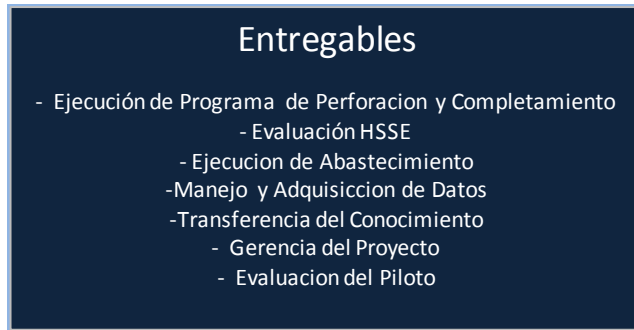 Entregables
- Ejecución de Programa de Perforacion y Completamiento
- Evaluación HSSE
- Ejecucion de Abastecimiento
-Manejo y Adquisiccion de Datos
-Transferencia del Conocimiento
- Gerencia del Proyecto
- Evaluacion del Piloto